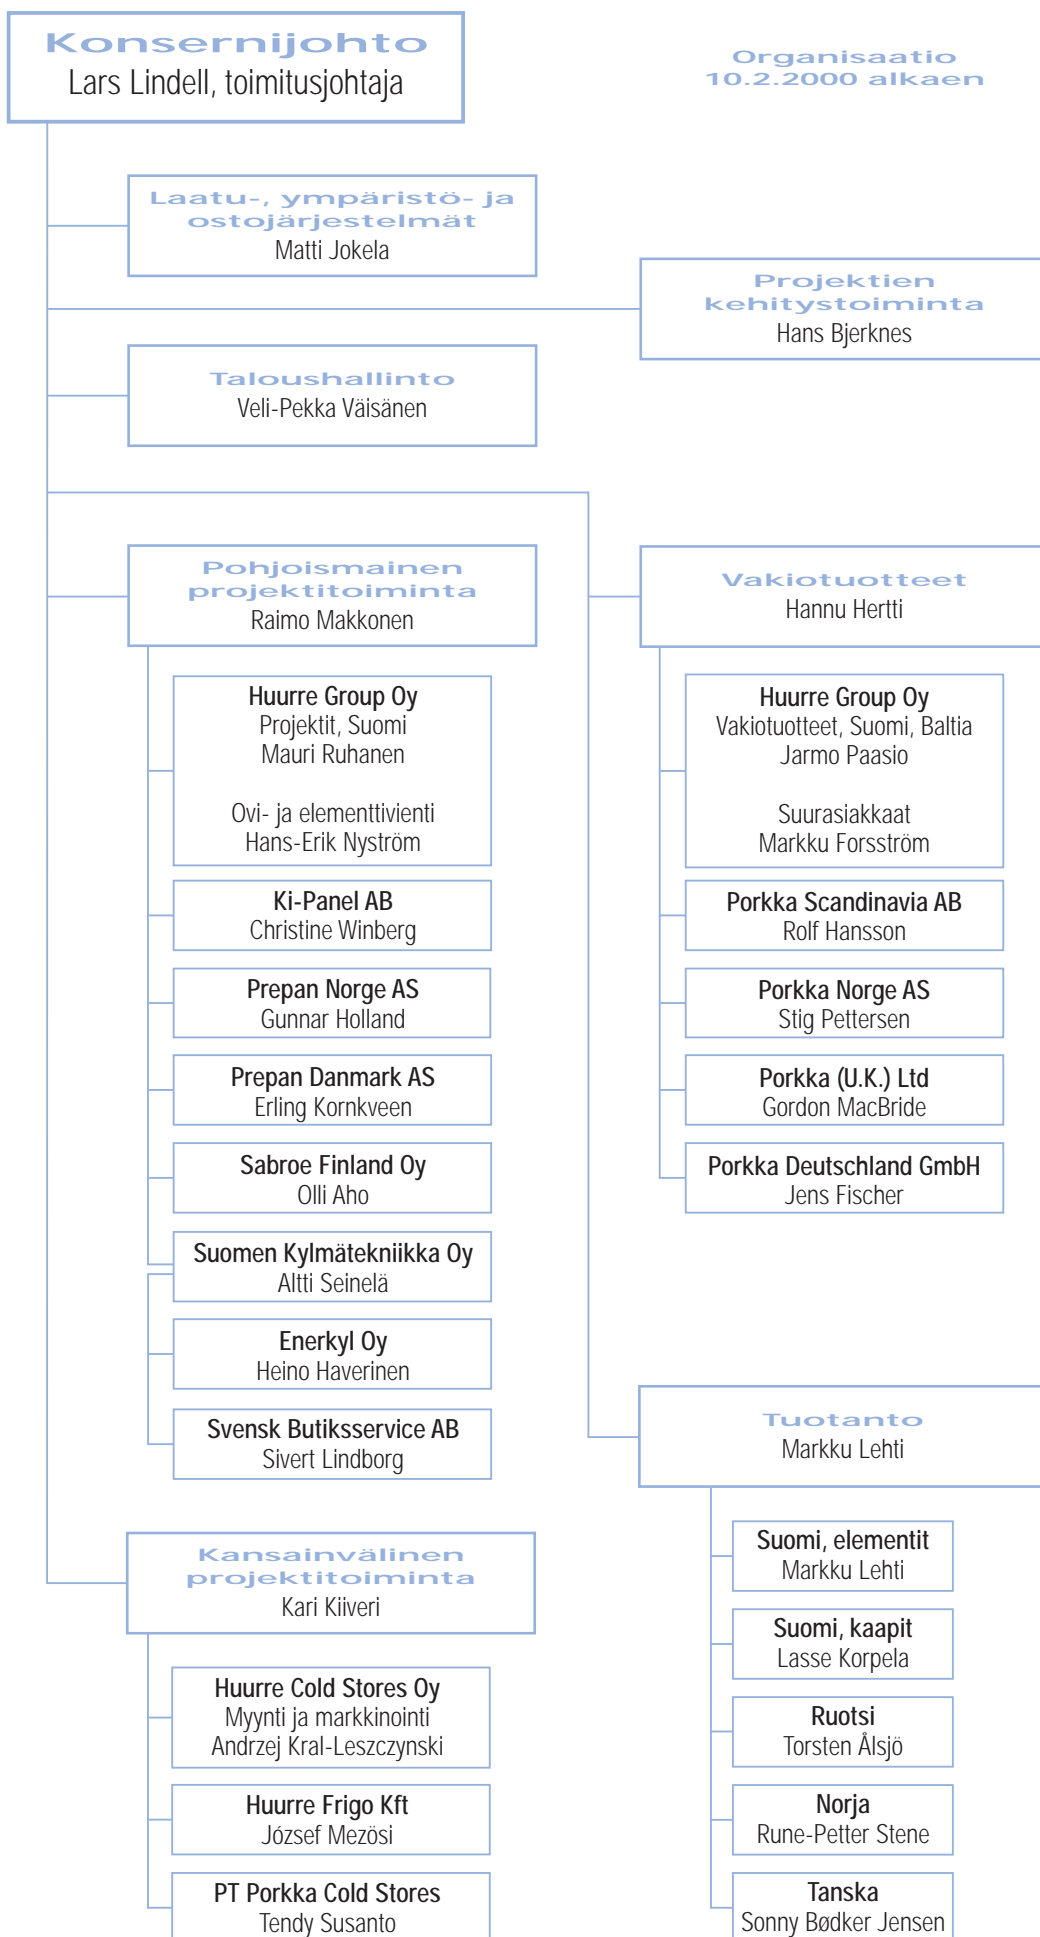 Konsernijohto
Lars Lindell, toimitusjohtaja
Organisaatio
10.2.2000 alkaen
Laatu-, ympäristö- ja
ostojärjestelmät
Matti Jokela
Projektien
kehitystoiminta
Hans Bjerknes
Taloushallinto
Veli-Pekka Väisänen
Pohjoismainen
projektitoiminta
Raimo Makkonen
Huurre Group Oy
Projektit, Suomi
Mauri Ruhanen
Ovi- ja elementtivienti
Hans-Erik Nyström
Ki-Panel AB
Christine Winberg
Prepan Norge AS
Gunnar Holland
Prepan Danmark AS
Erling Kornkveen
Sabroe Finland Oy
Olli Aho
Suomen Kylmätekniikka Oy
Altti Seinelä
Enerkyl Oy
Heino Haverinen
Svensk Butiksservice AB
Sivert Lindborg
Vakiotuotteet
Hannu Hertti
Huurre Group Oy
Vakiotuotteet, Suomi, Baltia
Jarmo Paasio
Suurasiakkaat
Markku Forsström
Porkka Scandinavia AB
Rolf Hansson
Porkka Norge AS
Stig Pettersen
Porkka (U.K.) Ltd
Gordon MacBride
Porkka Deutschland GmbH
Jens Fischer
Kansainvälinen
projektitoiminta
Kari Kiiveri
Huurre Cold Stores Oy
Myynti ja markkinointi
Andrzej Kral-Leszczynski
Huurre Frigo Kft
József Mezösi
PT Porkka Cold Stores
Tendy Susanto
Tuotanto
Markku Lehti
Suomi, elementit
Markku Lehti
Suomi, kaapit
Lasse Korpela
Ruotsi
Torsten Ålsjö
Norja
Rune-Petter Stene
Tanska
Sonny Bødker Jensen